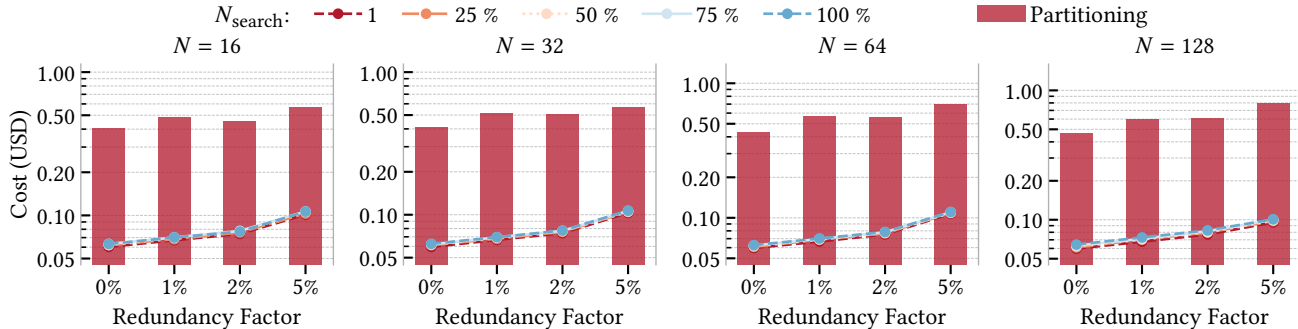 N_search: 1 25 % 50 % 75 % 100 % Partitioning
N = 16 N = 32 N = 64 N = 128
Cost (USD)
1.00
0.50
0.10
0.05
0% 1% 2% 5%
Redundancy Factor
1.00
0.50
0.20
0.10
0.05
0% 1% 2% 5%
Redundancy Factor
1.00
0.50
0.20
0.10
0.05
0% 1% 2% 5%
Redundancy Factor
1.00
0.50
0.20
0.10
0.05
0% 1% 2% 5%
Redundancy Factor